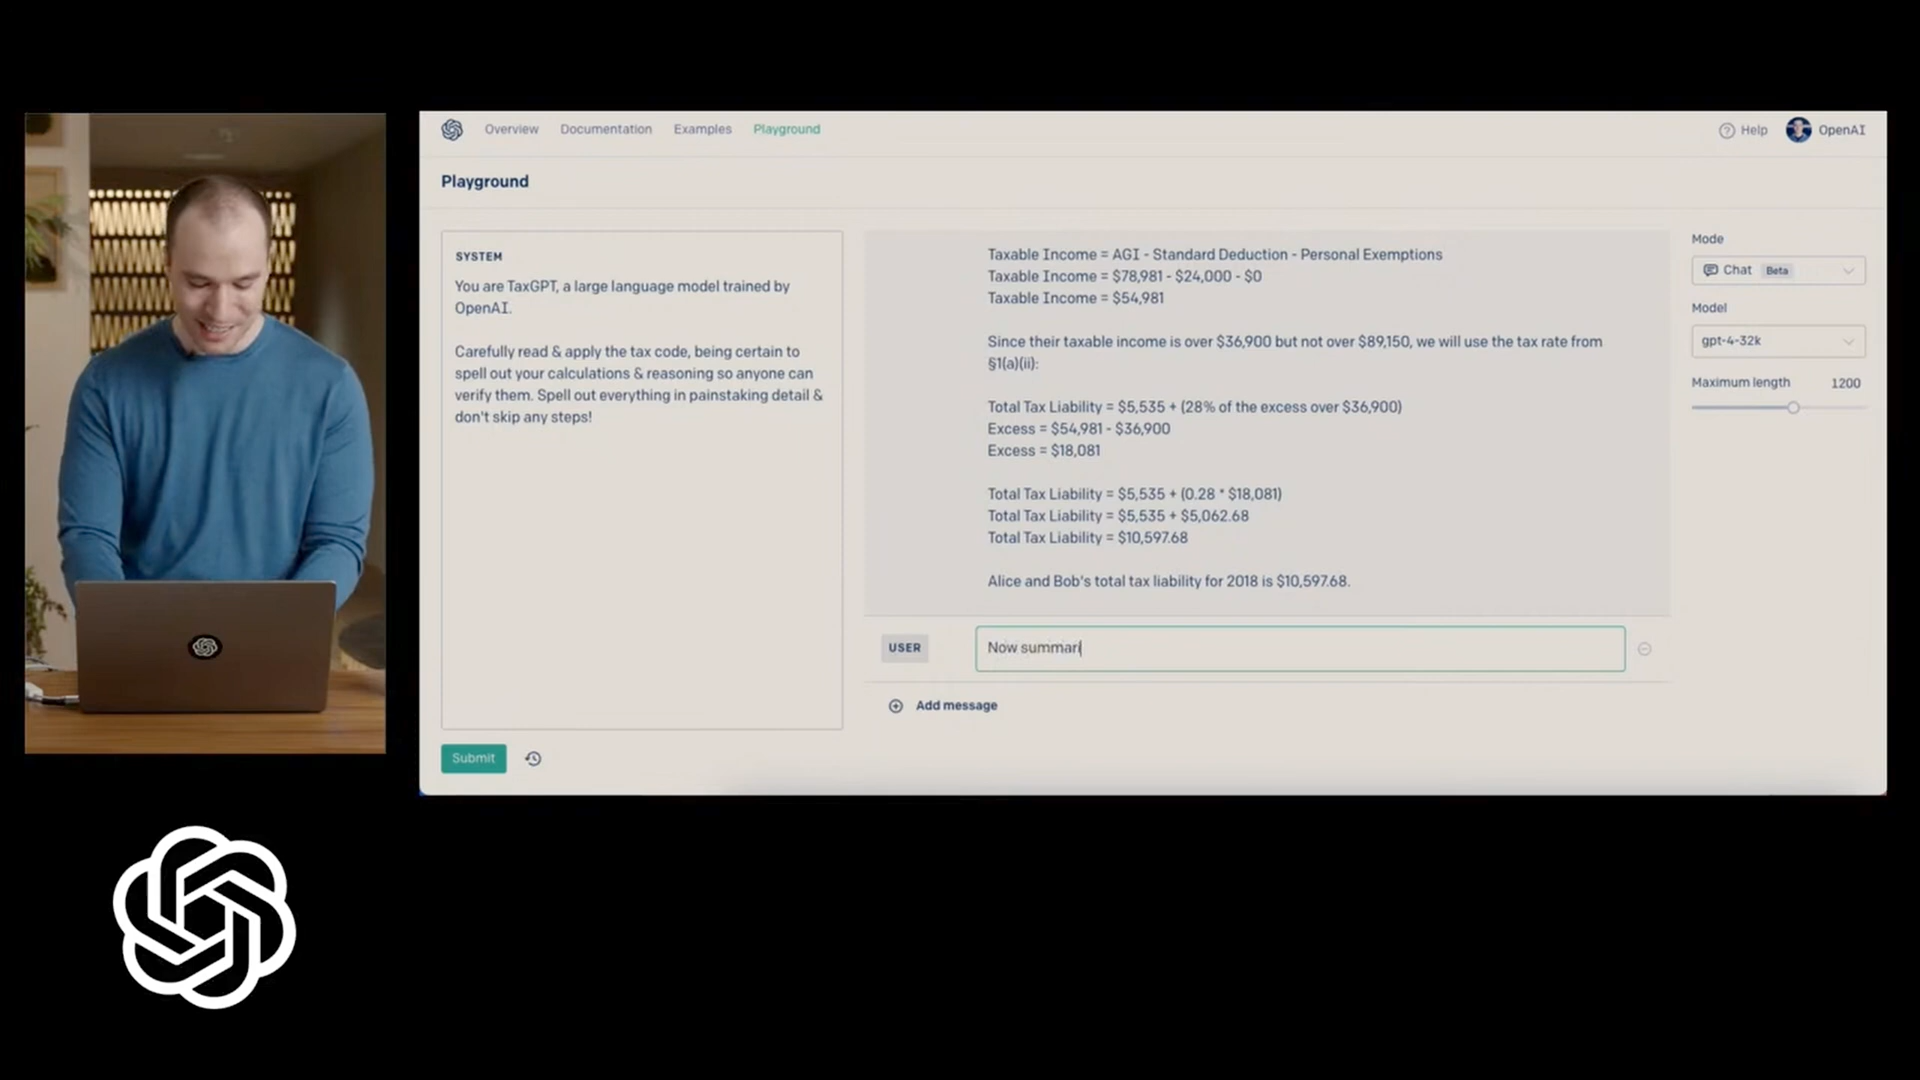 Overview Documentation Examples Playground
Help OpenAI
Playground
SYSTEM
You are TaxGPT, a large language model trained by
OpenAI.
Carefully read & apply the tax code, being certain to
spell out your calculations & reasoning so anyone can
verify them. Spell out everything in painstaking detail &
don't skip any steps!
Submit
Taxable Income = AGI - Standard Deduction - Personal Exemptions
Taxable Income = $78,981 - $24,000 - $0
Taxable Income = $54,981
Since their taxable income is over $36,900 but not over $89,150, we will use the tax rate from
§1(a)(ii):
Total Tax Liability = $5,535 + (28% of the excess over $36,900)
Excess = $54,981 - $36,900
Excess = $18,081
Total Tax Liability = $5,535 + (0.28 * $18,081)
Total Tax Liability = $5,535 + $5,062.68
Total Tax Liability = $10,597.68
Alice and Bob's total tax liability for 2018 is $10,597.68.
USER
Now summari
Add message
Mode
Chat Beta
Model
gpt-4-32k
Maximum length 1200